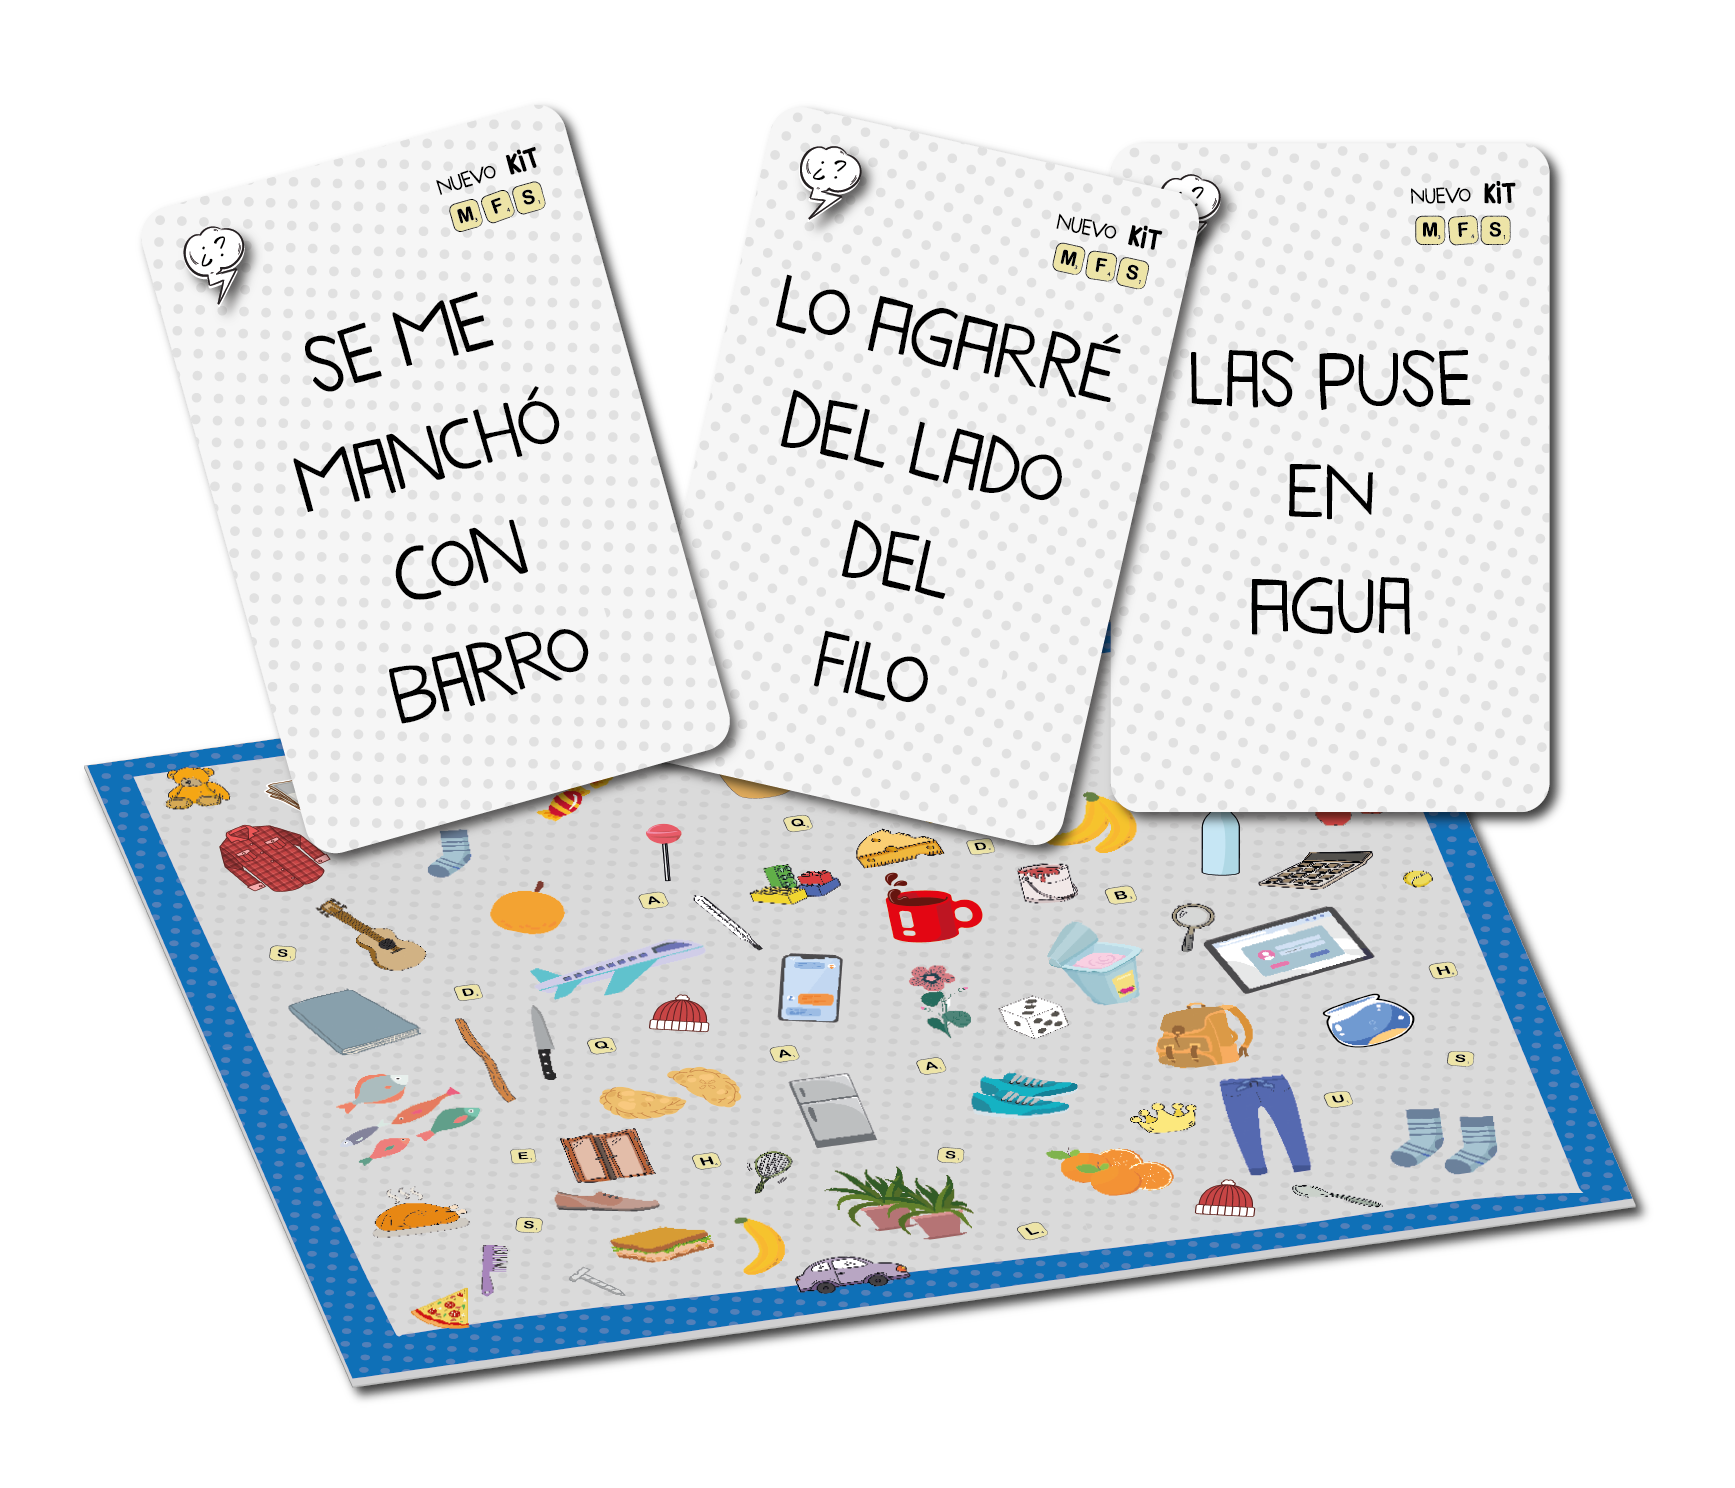 NUEVO KiT
M F S
¿?
SE ME
MANCHÓ
CON
BARRO
NUEVO KiT
M F S
¿?
LO AGARRÉ
DEL LADO
DEL
FILO
NUEVO KiT
M F S
?
LAS PUSE
EN
AGUA
Q
D
A
B
S
D
H
Q
A
A
S
U
E
H
S
S
L